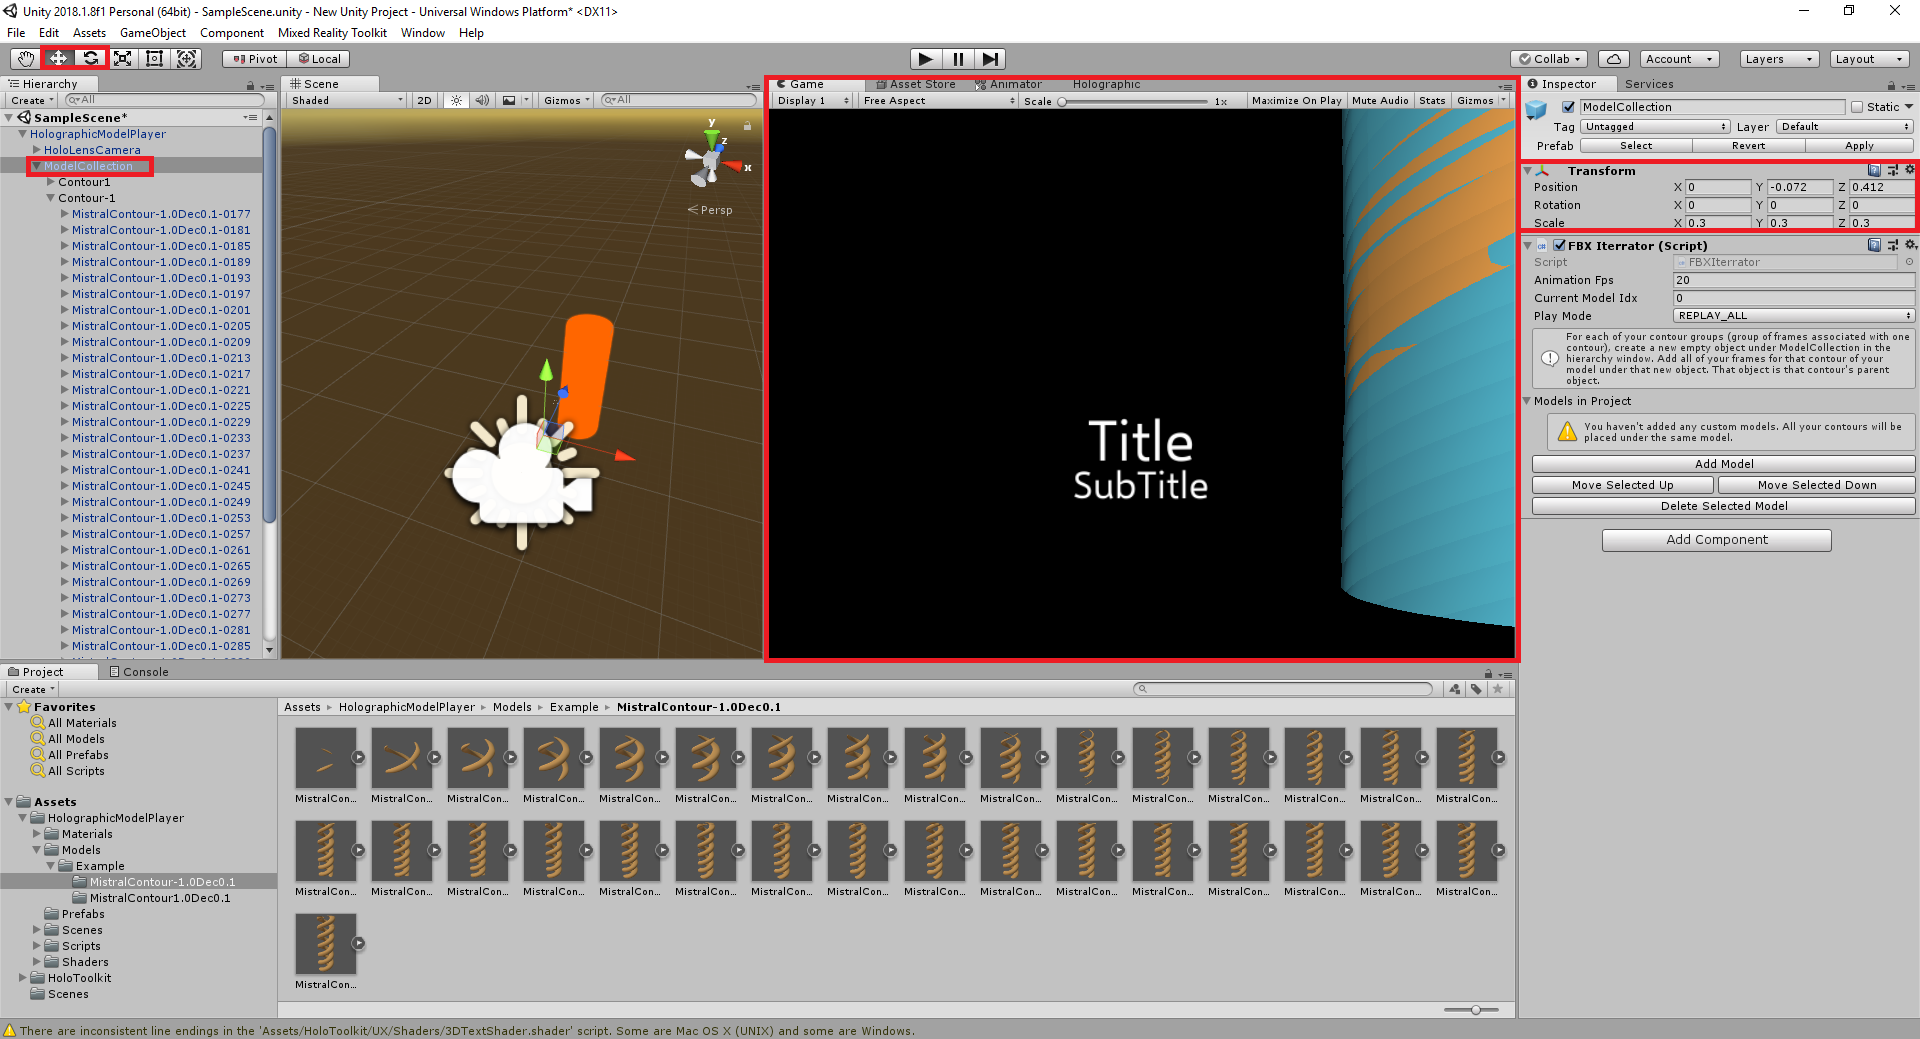 Unity 2018.1.8f1 Personal (64bit) - SampleScene.unity - New Unity Project - Universal Windows Platform* <DX11>
File Edit Assets GameObject Component Mixed Reality Toolkit Window Help
Pivot Local Collab Account Layers Layout
Hierarchy
Create All
SampleScene*
HolographicModelPlayer
HoloLensCamera
ModelCollection
Contour1
Contour-1
MistralContour-1.0Dec0.1-0177
MistralContour-1.0Dec0.1-0181
MistralContour-1.0Dec0.1-0185
MistralContour-1.0Dec0.1-0189
MistralContour-1.0Dec0.1-0193
MistralContour-1.0Dec0.1-0197
MistralContour-1.0Dec0.1-0201
MistralContour-1.0Dec0.1-0205
MistralContour-1.0Dec0.1-0209
MistralContour-1.0Dec0.1-0213
MistralContour-1.0Dec0.1-0217
MistralContour-1.0Dec0.1-0221
MistralContour-1.0Dec0.1-0225
MistralContour-1.0Dec0.1-0229
MistralContour-1.0Dec0.1-0233
MistralContour-1.0Dec0.1-0237
MistralContour-1.0Dec0.1-0241
MistralContour-1.0Dec0.1-0245
MistralContour-1.0Dec0.1-0249
MistralContour-1.0Dec0.1-0253
MistralContour-1.0Dec0.1-0257
MistralContour-1.0Dec0.1-0261
MistralContour-1.0Dec0.1-0265
MistralContour-1.0Dec0.1-0269
MistralContour-1.0Dec0.1-0273
MistralContour-1.0Dec0.1-0277
MistralContour-1.0Dec0.1-0281
MistralContour-1.0Dec0.1-0285
Scene
Shaded 2D Gizmos All
y
z
x
Persp
Game Asset Store Animator Holographic
Display 1 Free Aspect Scale 1x Maximize On Play Mute Audio Stats Gizmos
Title
SubTitle
Inspector Services
ModelCollection Static
Tag Untagged Layer Default
Prefab Select Revert Apply
Transform
Position X 0 Y -0.072 Z 0.412
Rotation X 0 Y 0 Z 0
Scale X 0.3 Y 0.3 Z 0.3
FBX Iterrator (Script)
Script FBXIterrator
Animation Fps 20
Current Model Idx 0
Play Mode REPLAY_ALL
For each of your contour groups (group of frames associated with one
contour), create a new empty object under ModelCollection in the
hierarchy window. Add all of your frames for that contour of your
model under that new object. That object is that contour's parent
object.
Models in Project
You haven't added any custom models. All your contours will be
placed under the same model.
Add Model
Move Selected Up Move Selected Down
Delete Selected Model
Add Component
Project Console
Create
Favorites
All Materials
All Models
All Prefabs
All Scripts
Assets
HolographicModelPlayer
Materials
Models
Example
MistralContour-1.0Dec0.1
MistralContour1.0Dec0.1
Prefabs
Scenes
Scripts
Shaders
HoloToolkit
Scenes
Assets HolographicModelPlayer Models Example MistralContour-1.0Dec0.1
MistralCon... MistralCon... MistralCon... MistralCon... MistralCon... MistralCon... MistralCon... MistralCon... MistralCon... MistralCon... MistralCon... MistralCon... MistralCon... MistralCon... MistralCon... MistralCon...
MistralCon... MistralCon... MistralCon... MistralCon... MistralCon... MistralCon... MistralCon... MistralCon... MistralCon... MistralCon... MistralCon... MistralCon... MistralCon... MistralCon... MistralCon... MistralCon...
MistralCon...
There are inconsistent line endings in the 'Assets/HoloToolkit/UX/Shaders/3DTextShader.shader' script. Some are Mac OS X (UNIX) and some are Windows.